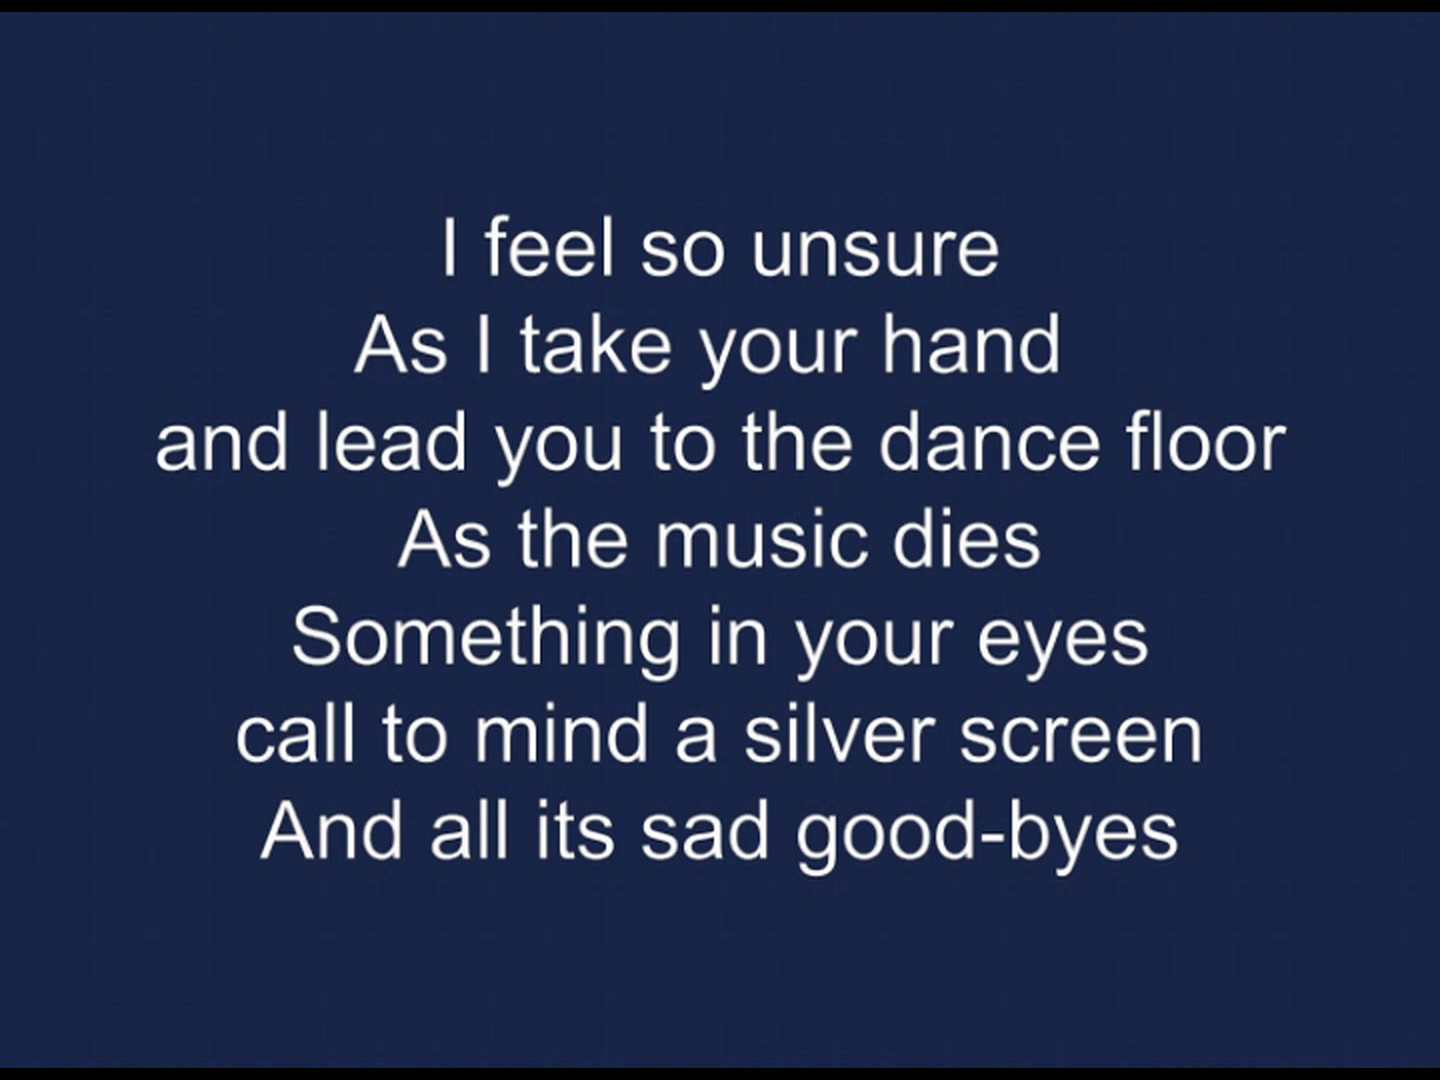 I feel so unsure
As I take your hand
and lead you to the dance floor
As the music dies
Something in your eyes
call to mind a silver screen
And all its sad good-byes